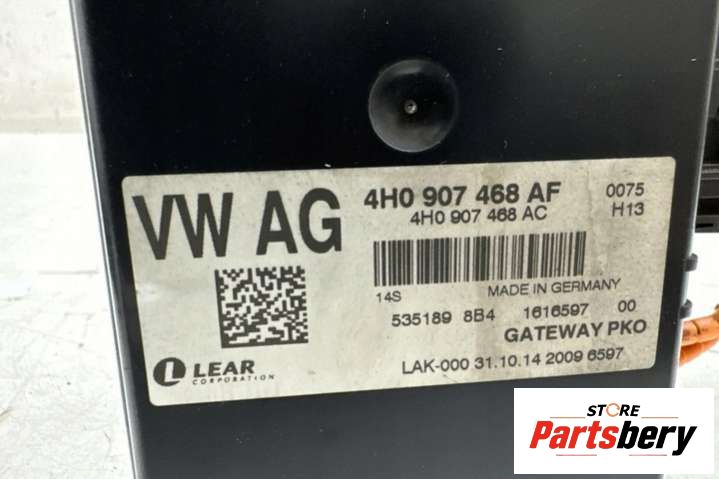 VW AG
4H0 907 468 AF 0075
4H0 907 468 AC H13
14S MADE IN GERMANY
535189 8B4 1616597 00
GATEWAY PKO
LEAR
CORPORATION
LAK-000 31.10.14 2009 6597
STORE
Partsbery